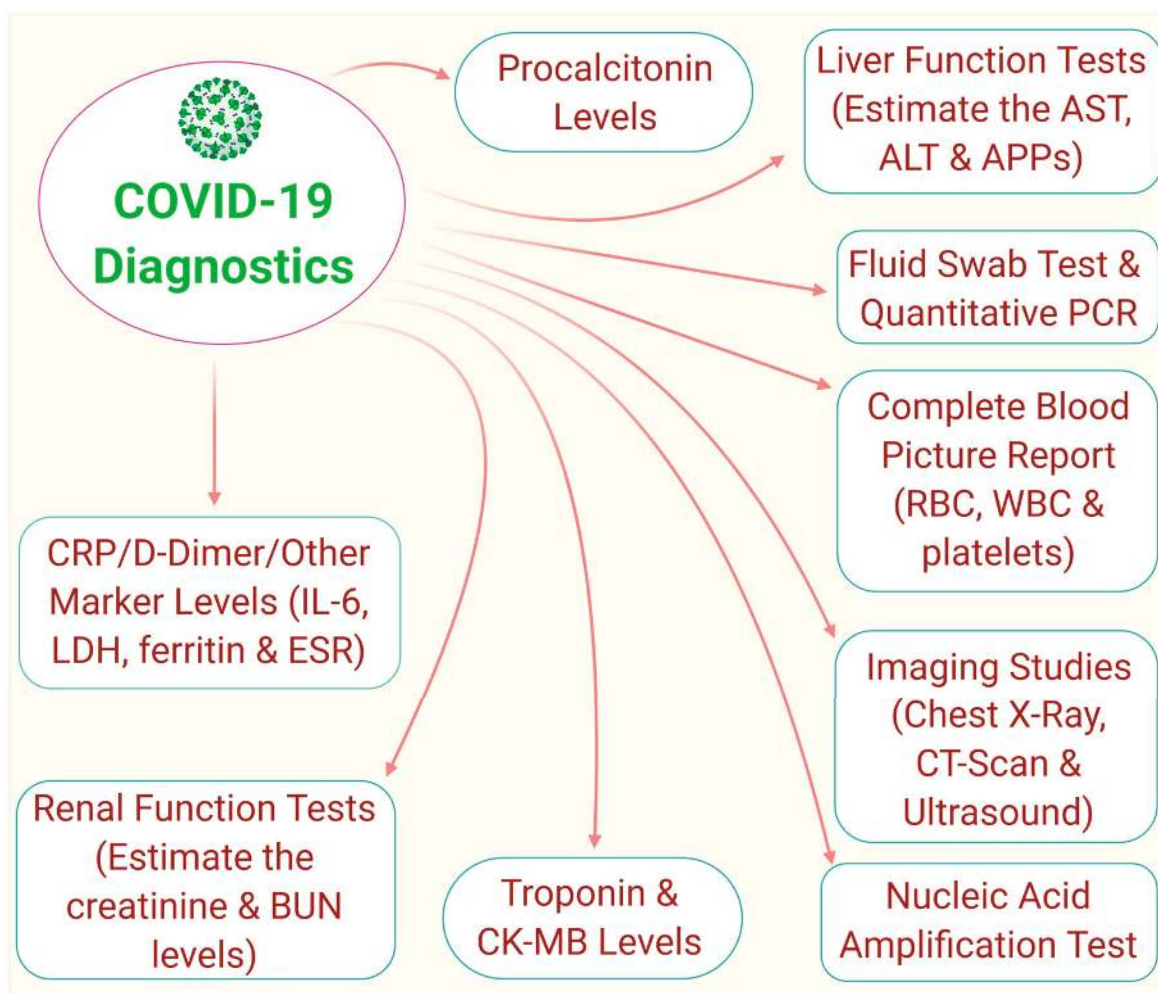 COVID-19
Diagnostics
Procalcitonin
Levels
Liver Function Tests
(Estimate the AST,
ALT & APPs)
Fluid Swab Test &
Quantitative PCR
Complete Blood
Picture Report
(RBC, WBC &
platelets)
Imaging Studies
(Chest X-Ray,
CT-Scan &
Ultrasound)
Nucleic Acid
Amplification Test
Troponin &
CK-MB Levels
Renal Function Tests
(Estimate the
creatinine & BUN
levels)
CRP/D-Dimer/Other
Marker Levels (IL-6,
LDH, ferritin & ESR)